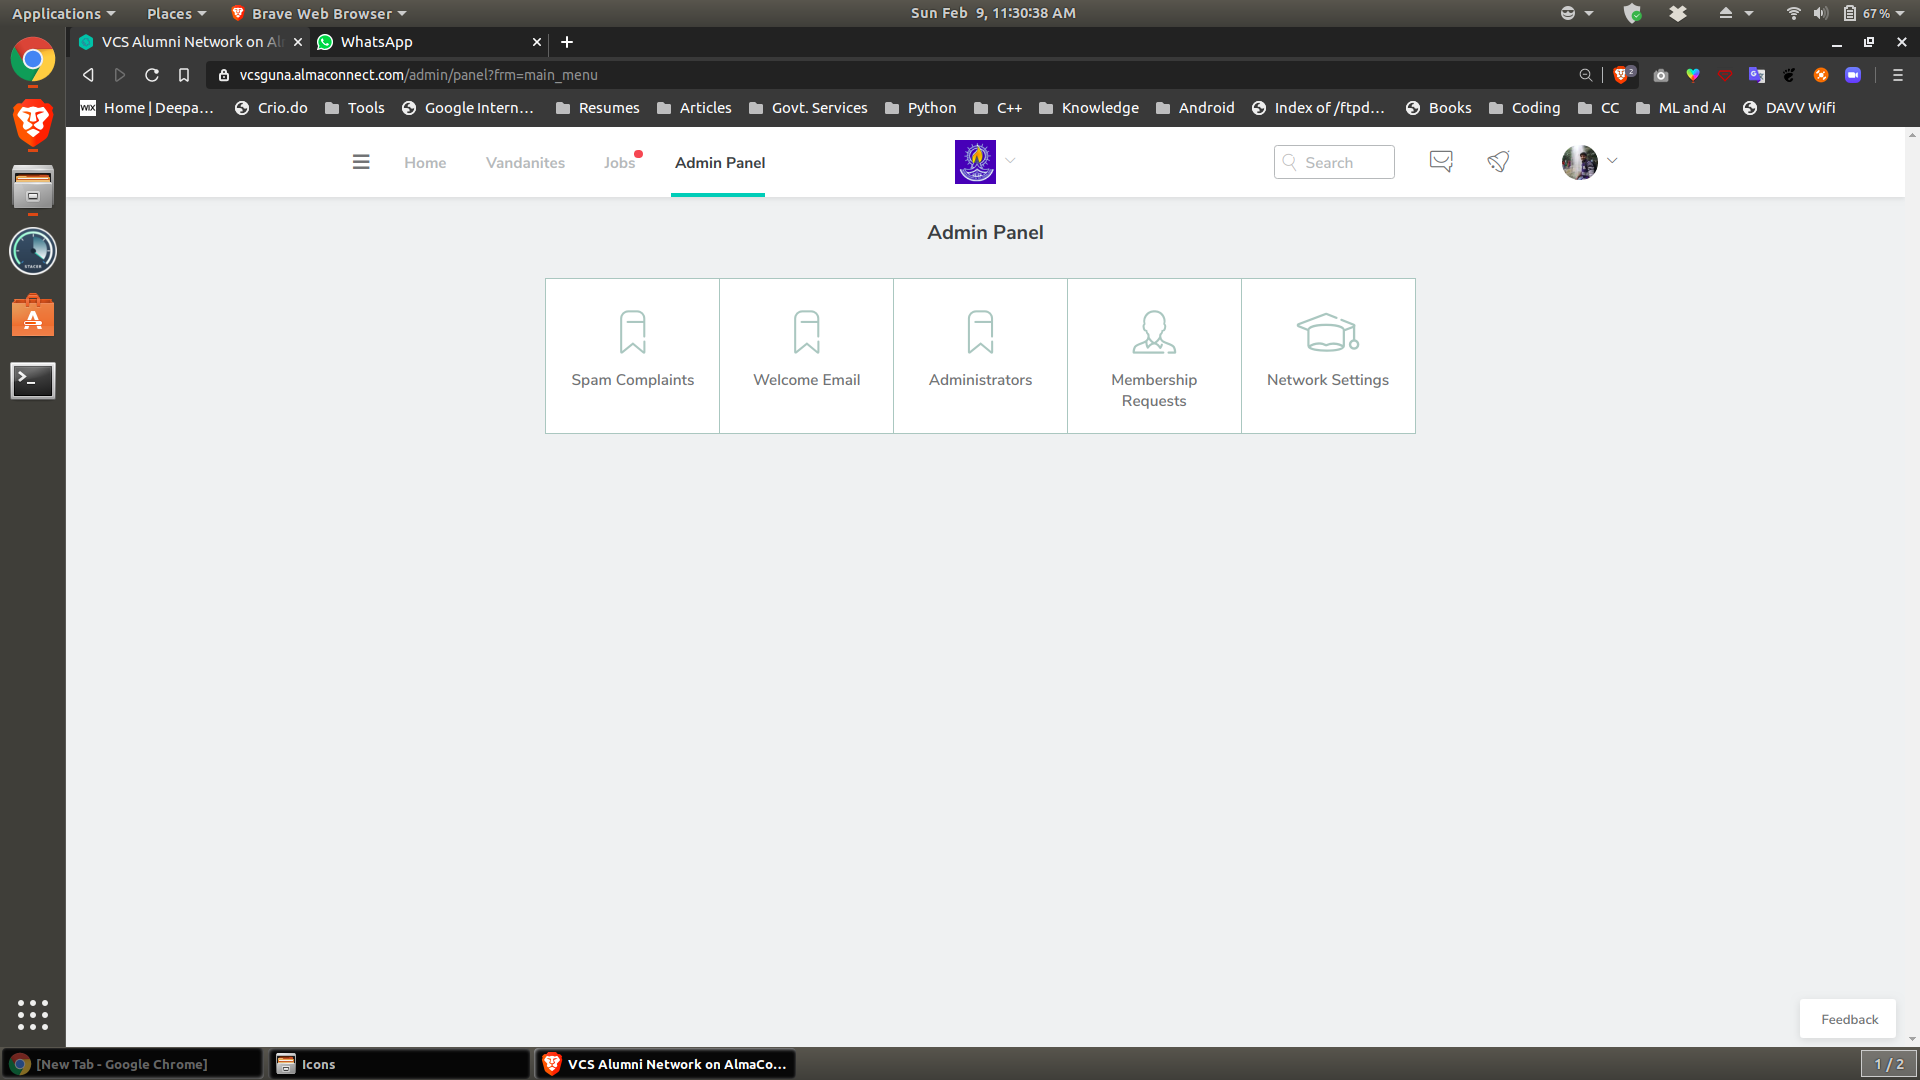 Applications Places Brave Web Browser Sun Feb 9, 11:30:38 AM 67%
VCS Alumni Network on Al WhatsApp
vcsguna.almaconnect.com/admin/panel?frm=main_menu 2
WIX Home | Deepa... Crio.do Tools Google Intern... Resumes Articles Govt. Services Python C++ Knowledge Android Index of /ftpd... Books Coding CC ML and AI DAVV Wifi
Home Vandanites Jobs Admin Panel Search
Admin Panel
Spam Complaints Welcome Email Administrators Membership Requests Network Settings
Feedback
[New Tab - Google Chrome] Icons VCS Alumni Network on AlmaCo... 1 / 2